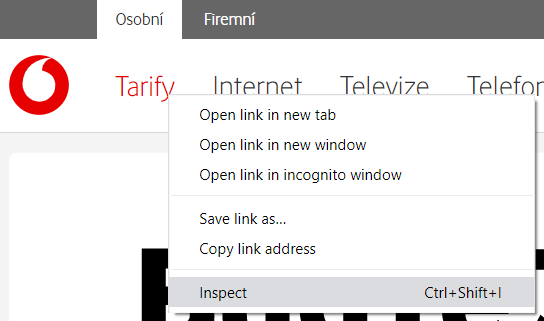 Osobní Firemní
Tarify Internet Televize Telefon
Open link in new tab
Open link in new window
Open link in incognito window
Save link as...
Copy link address
Inspect Ctrl+Shift+I